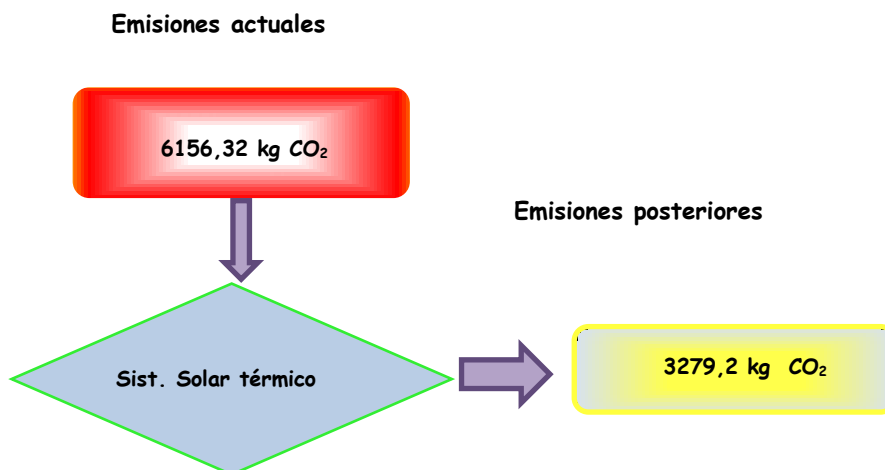 Emisiones actuales
6156,32 kg CO₂
Emisiones posteriores
Sist. Solar térmico
3279,2 kg CO₂